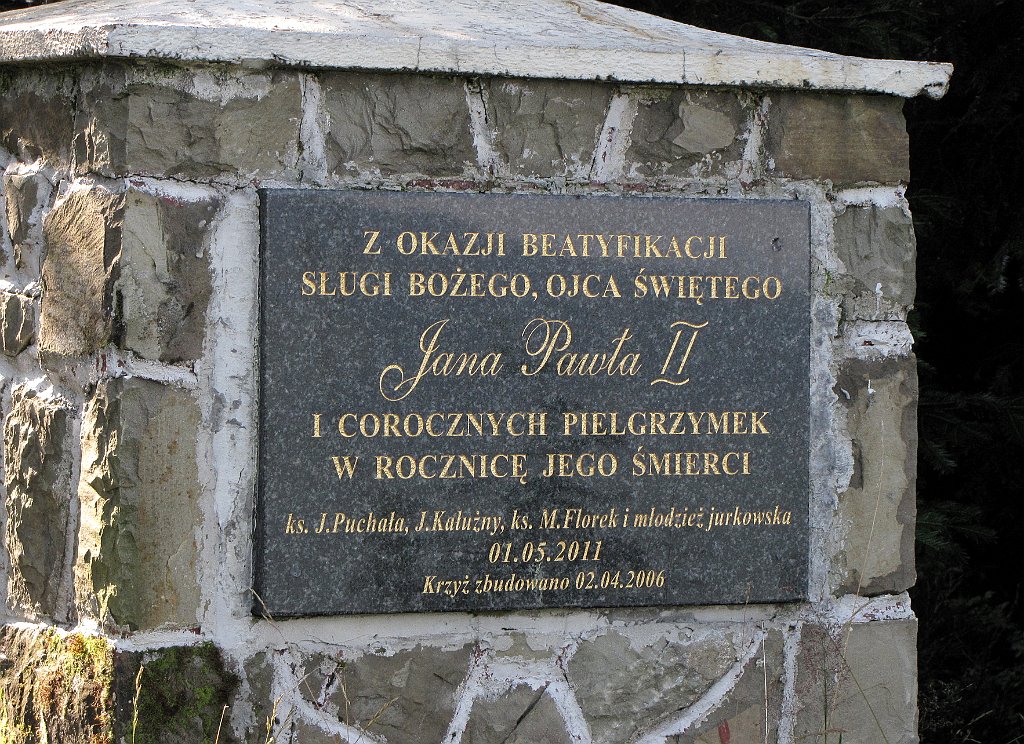 Z OKAZJI BEATYFIKACJI
SŁUGI BOŻEGO, OJCA ŚWIĘTEGO
Jana Pawła II
I COROCZNYCH PIELGRZYMEK
W ROCZNICĘ JEGO ŚMIERCI
ks. J.Puchała, J.Kałużny, ks. M.Florek i młodzież jurkowska
01.05.2011
Krzyż zbudowano 02.04.2006